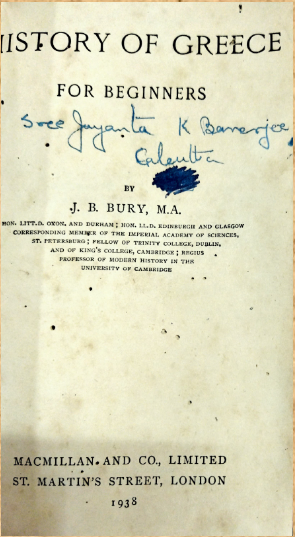 HISTORY OF GREECE
FOR BEGINNERS
Sree Jayanta K Banerjee
Calcutta
BY
J. B. BURY, M.A.
HON. LITT.D. OXON, AND DURHAM; HON. LL.D. EDINBURGH AND GLASGOW
CORRESPONDING MEMBER OF THE IMPERIAL ACADEMY OF SCIENCES,
ST. PETERSBURG; FELLOW OF TRINITY COLLEGE, DUBLIN,
AND OF KING'S COLLEGE, CAMBRIDGE; REGIUS
PROFESSOR OF MODERN HISTORY IN THE
UNIVERSITY OF CAMBRIDGE
MACMILLAN AND CO., LIMITED
ST. MARTIN'S STREET, LONDON
1938